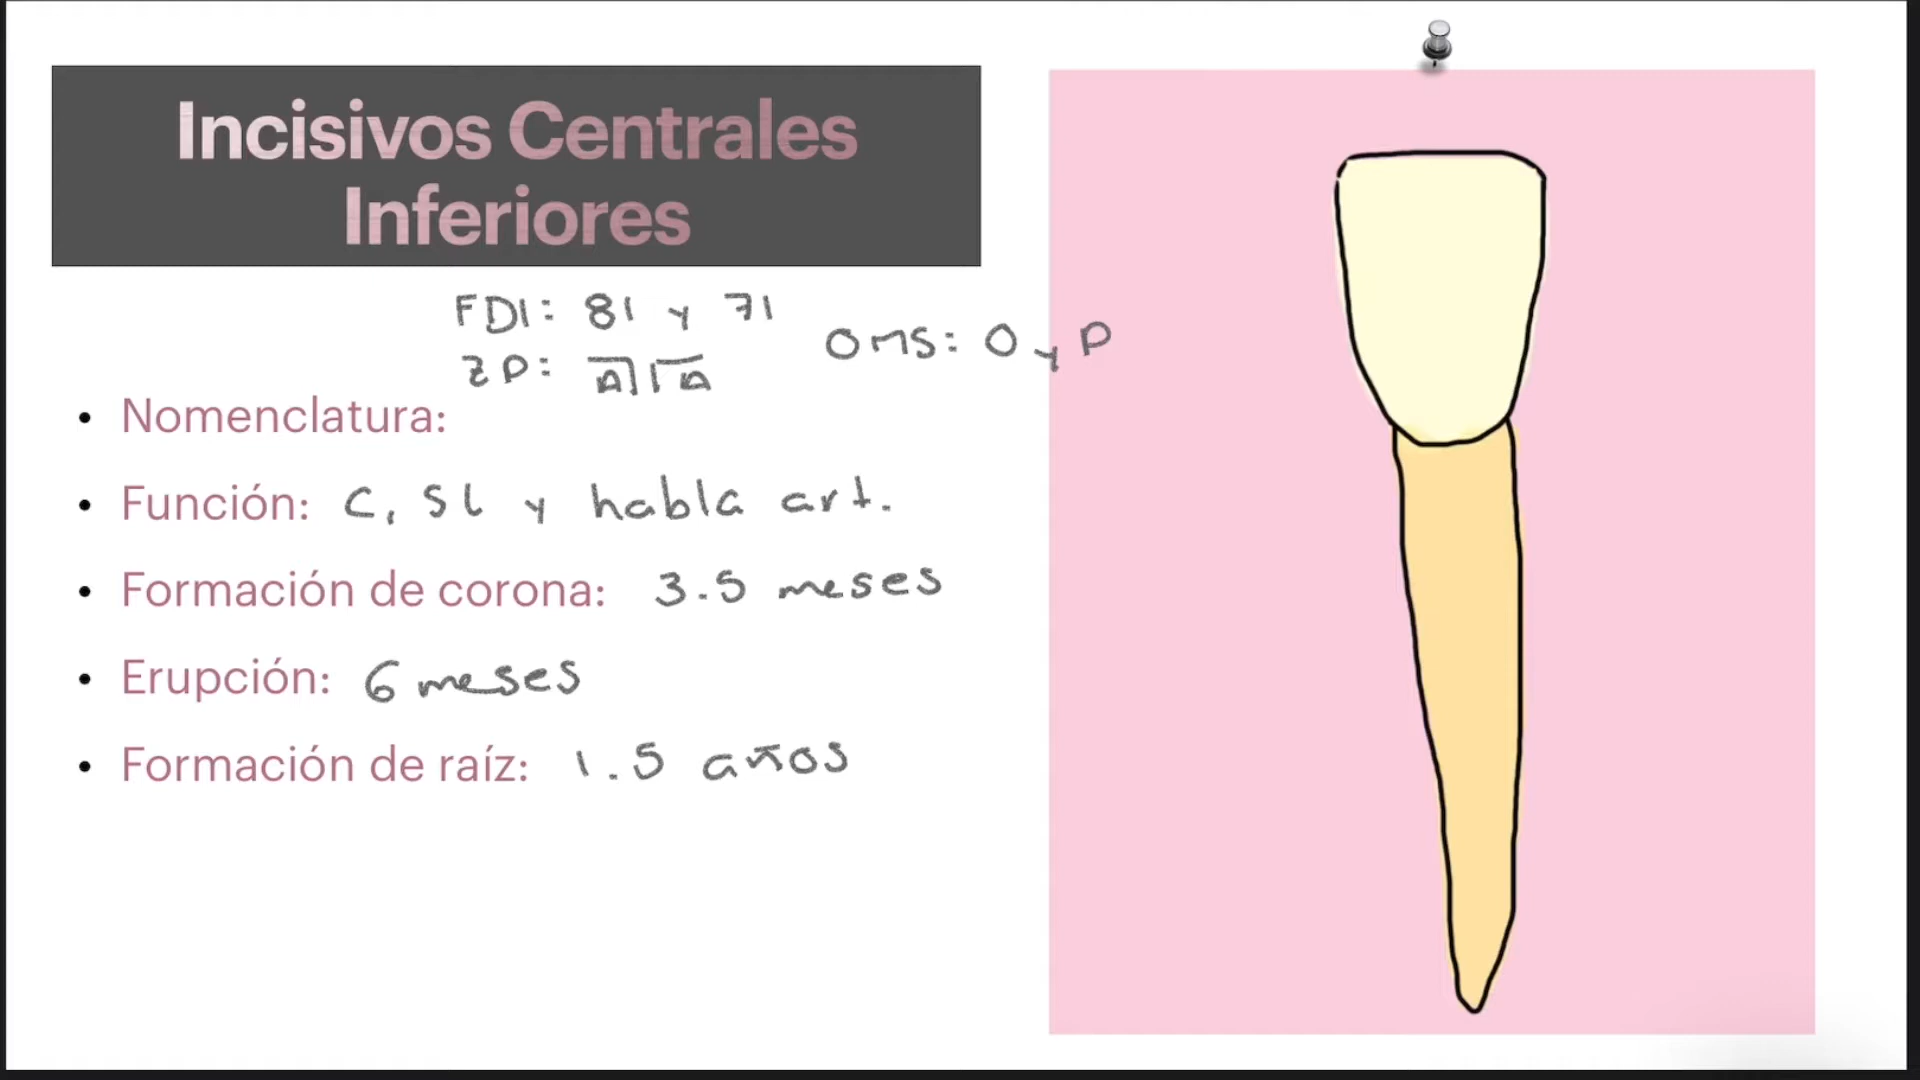 Incisivos Centrales
Inferiores
FDI: 81 y 71
OMS: O y P
ZP: A̅| |A̅
• Nomenclatura:
• Función: C, SL y habla art.
• Formación de corona: 3.5 meses
• Erupción: 6 meses
• Formación de raíz: 1.5 años